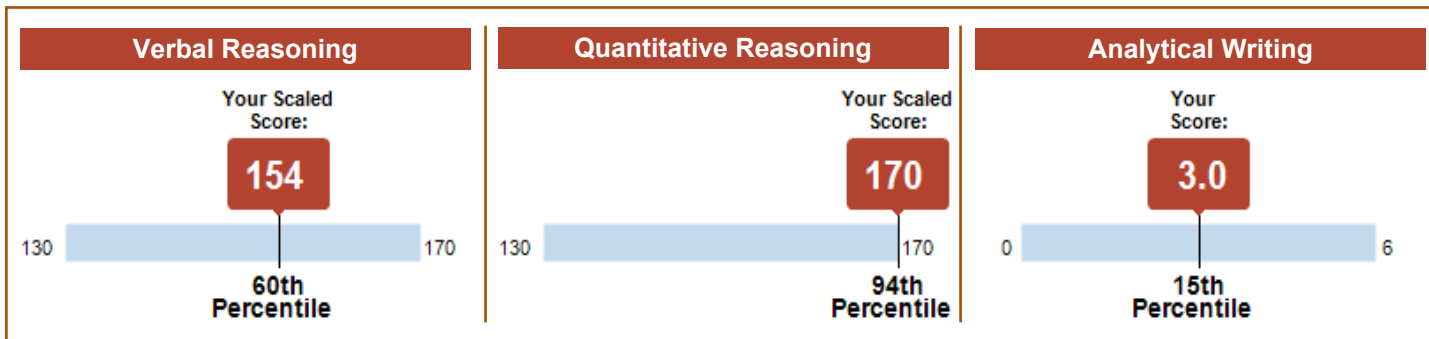 Verbal Reasoning
Your Scaled
Score:
154
130
170
60th
Percentile
Quantitative Reasoning
Your Scaled
Score:
170
130
170
94th
Percentile
Analytical Writing
Your
Score:
3.0
0
6
15th
Percentile